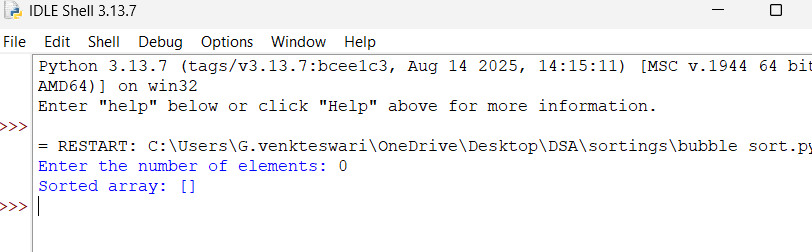 IDLE Shell 3.13.7
File Edit Shell Debug Options Window Help
Python 3.13.7 (tags/v3.13.7:bcee1c3, Aug 14 2025, 14:15:11) [MSC v.1944 64 bit
AMD64)] on win32
Enter "help" below or click "Help" above for more information.
>>>
= RESTART: C:\Users\G.venkteswari\OneDrive\Desktop\DSA\sortings\bubble sort.py
Enter the number of elements: 0
Sorted array: []
>>>